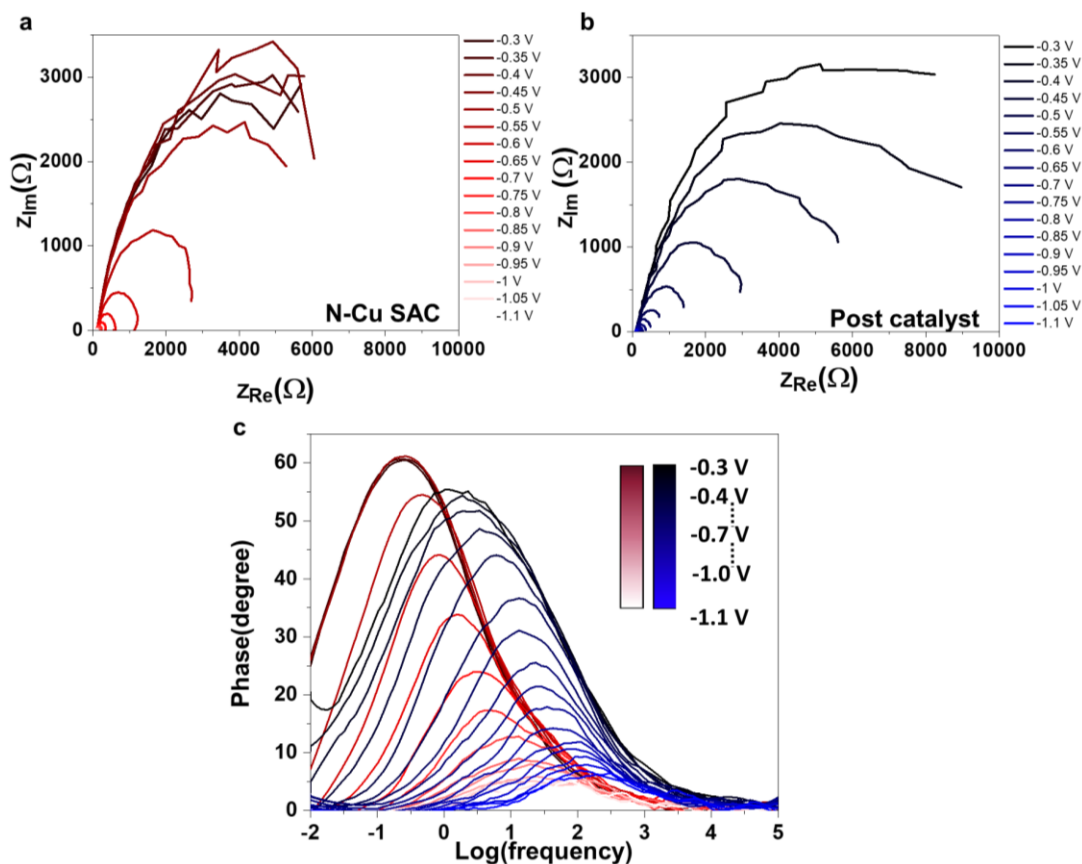 a
3000
2000
1000
0
0 2000 4000 6000 8000 10000
ZIm(Ω)
ZRe(Ω)
N-Cu SAC
-0.3 V
-0.35 V
-0.4 V
-0.45 V
-0.5 V
-0.55 V
-0.6 V
-0.65 V
-0.7 V
-0.75 V
-0.8 V
-0.85 V
-0.9 V
-0.95 V
-1 V
-1.05 V
-1.1 V
b
3000
2000
1000
0
0 2000 4000 6000 8000 10000
ZIm (Ω)
ZRe(Ω)
Post catalyst
-0.3 V
-0.35 V
-0.4 V
-0.45 V
-0.5 V
-0.55 V
-0.6 V
-0.65 V
-0.7 V
-0.75 V
-0.8 V
-0.85 V
-0.9 V
-0.95 V
-1 V
-1.05 V
-1.1 V
c
60
50
40
30
20
10
0
-2 -1 0 1 2 3 4 5
Phase(degree)
Log(frequency)
-0.3 V
-0.4 V
-0.7 V
-1.0 V
-1.1 V